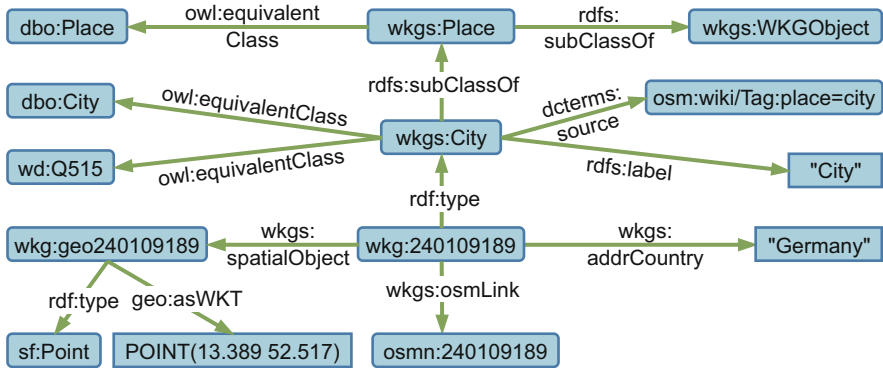 dbo:Place
owl:equivalent
Class
wkgs:Place
rdfs:
subClassOf
wkgs:WKGObject
rdfs:subClassOf
dbo:City
owl:equivalentClass
dcterms:
source
osm:wiki/Tag:place=city
wkgs:City
wd:Q515
owl:equivalentClass
rdfs:label
"City"
rdf:type
wkg:geo240109189
wkgs:
spatialObject
wkg:240109189
wkgs:
addrCountry
"Germany"
rdf:type
geo:asWKT
wkgs:osmLink
sf:Point
POINT(13.389 52.517)
osmn:240109189